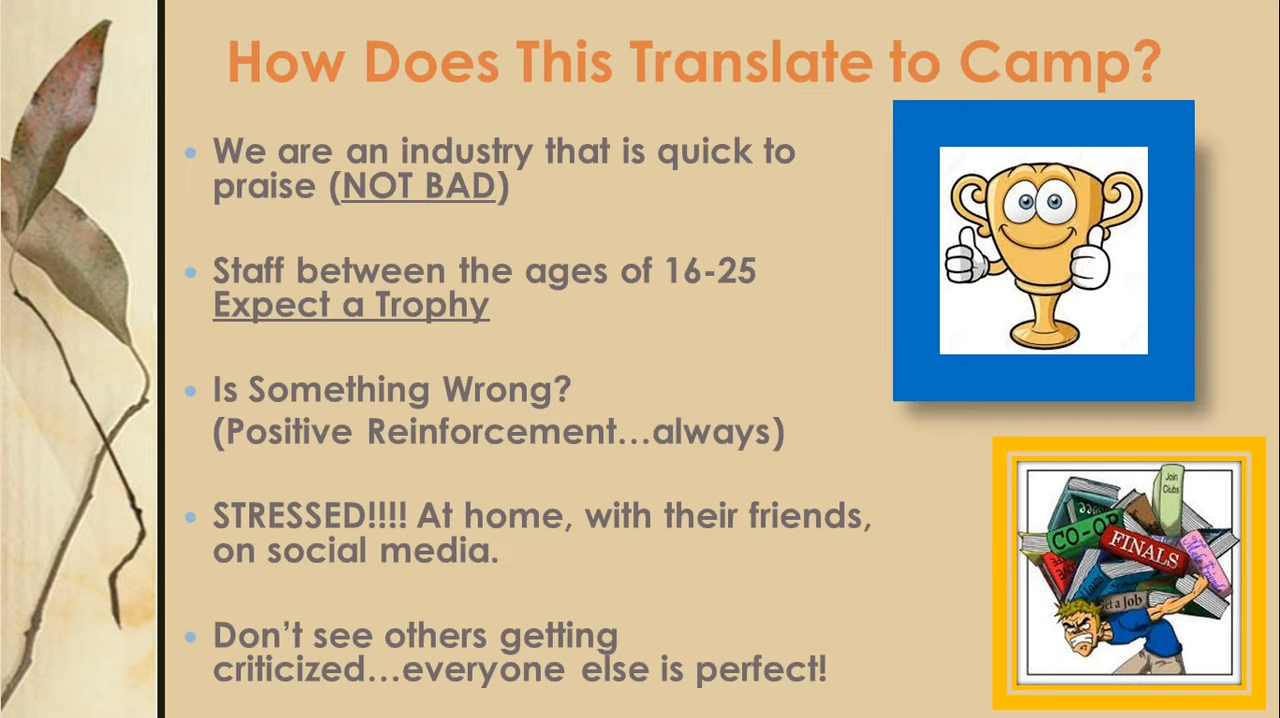 How Does This Translate to Camp?
• We are an industry that is quick to
praise (NOT BAD)
• Staff between the ages of 16-25
Expect a Trophy
• Is Something Wrong?
(Positive Reinforcement...always)
• STRESSED!!!! At home, with their friends,
on social media.
• Don't see others getting
criticized...everyone else is perfect!
Join
Clubs
CO-OP
FINALS
Get a Job